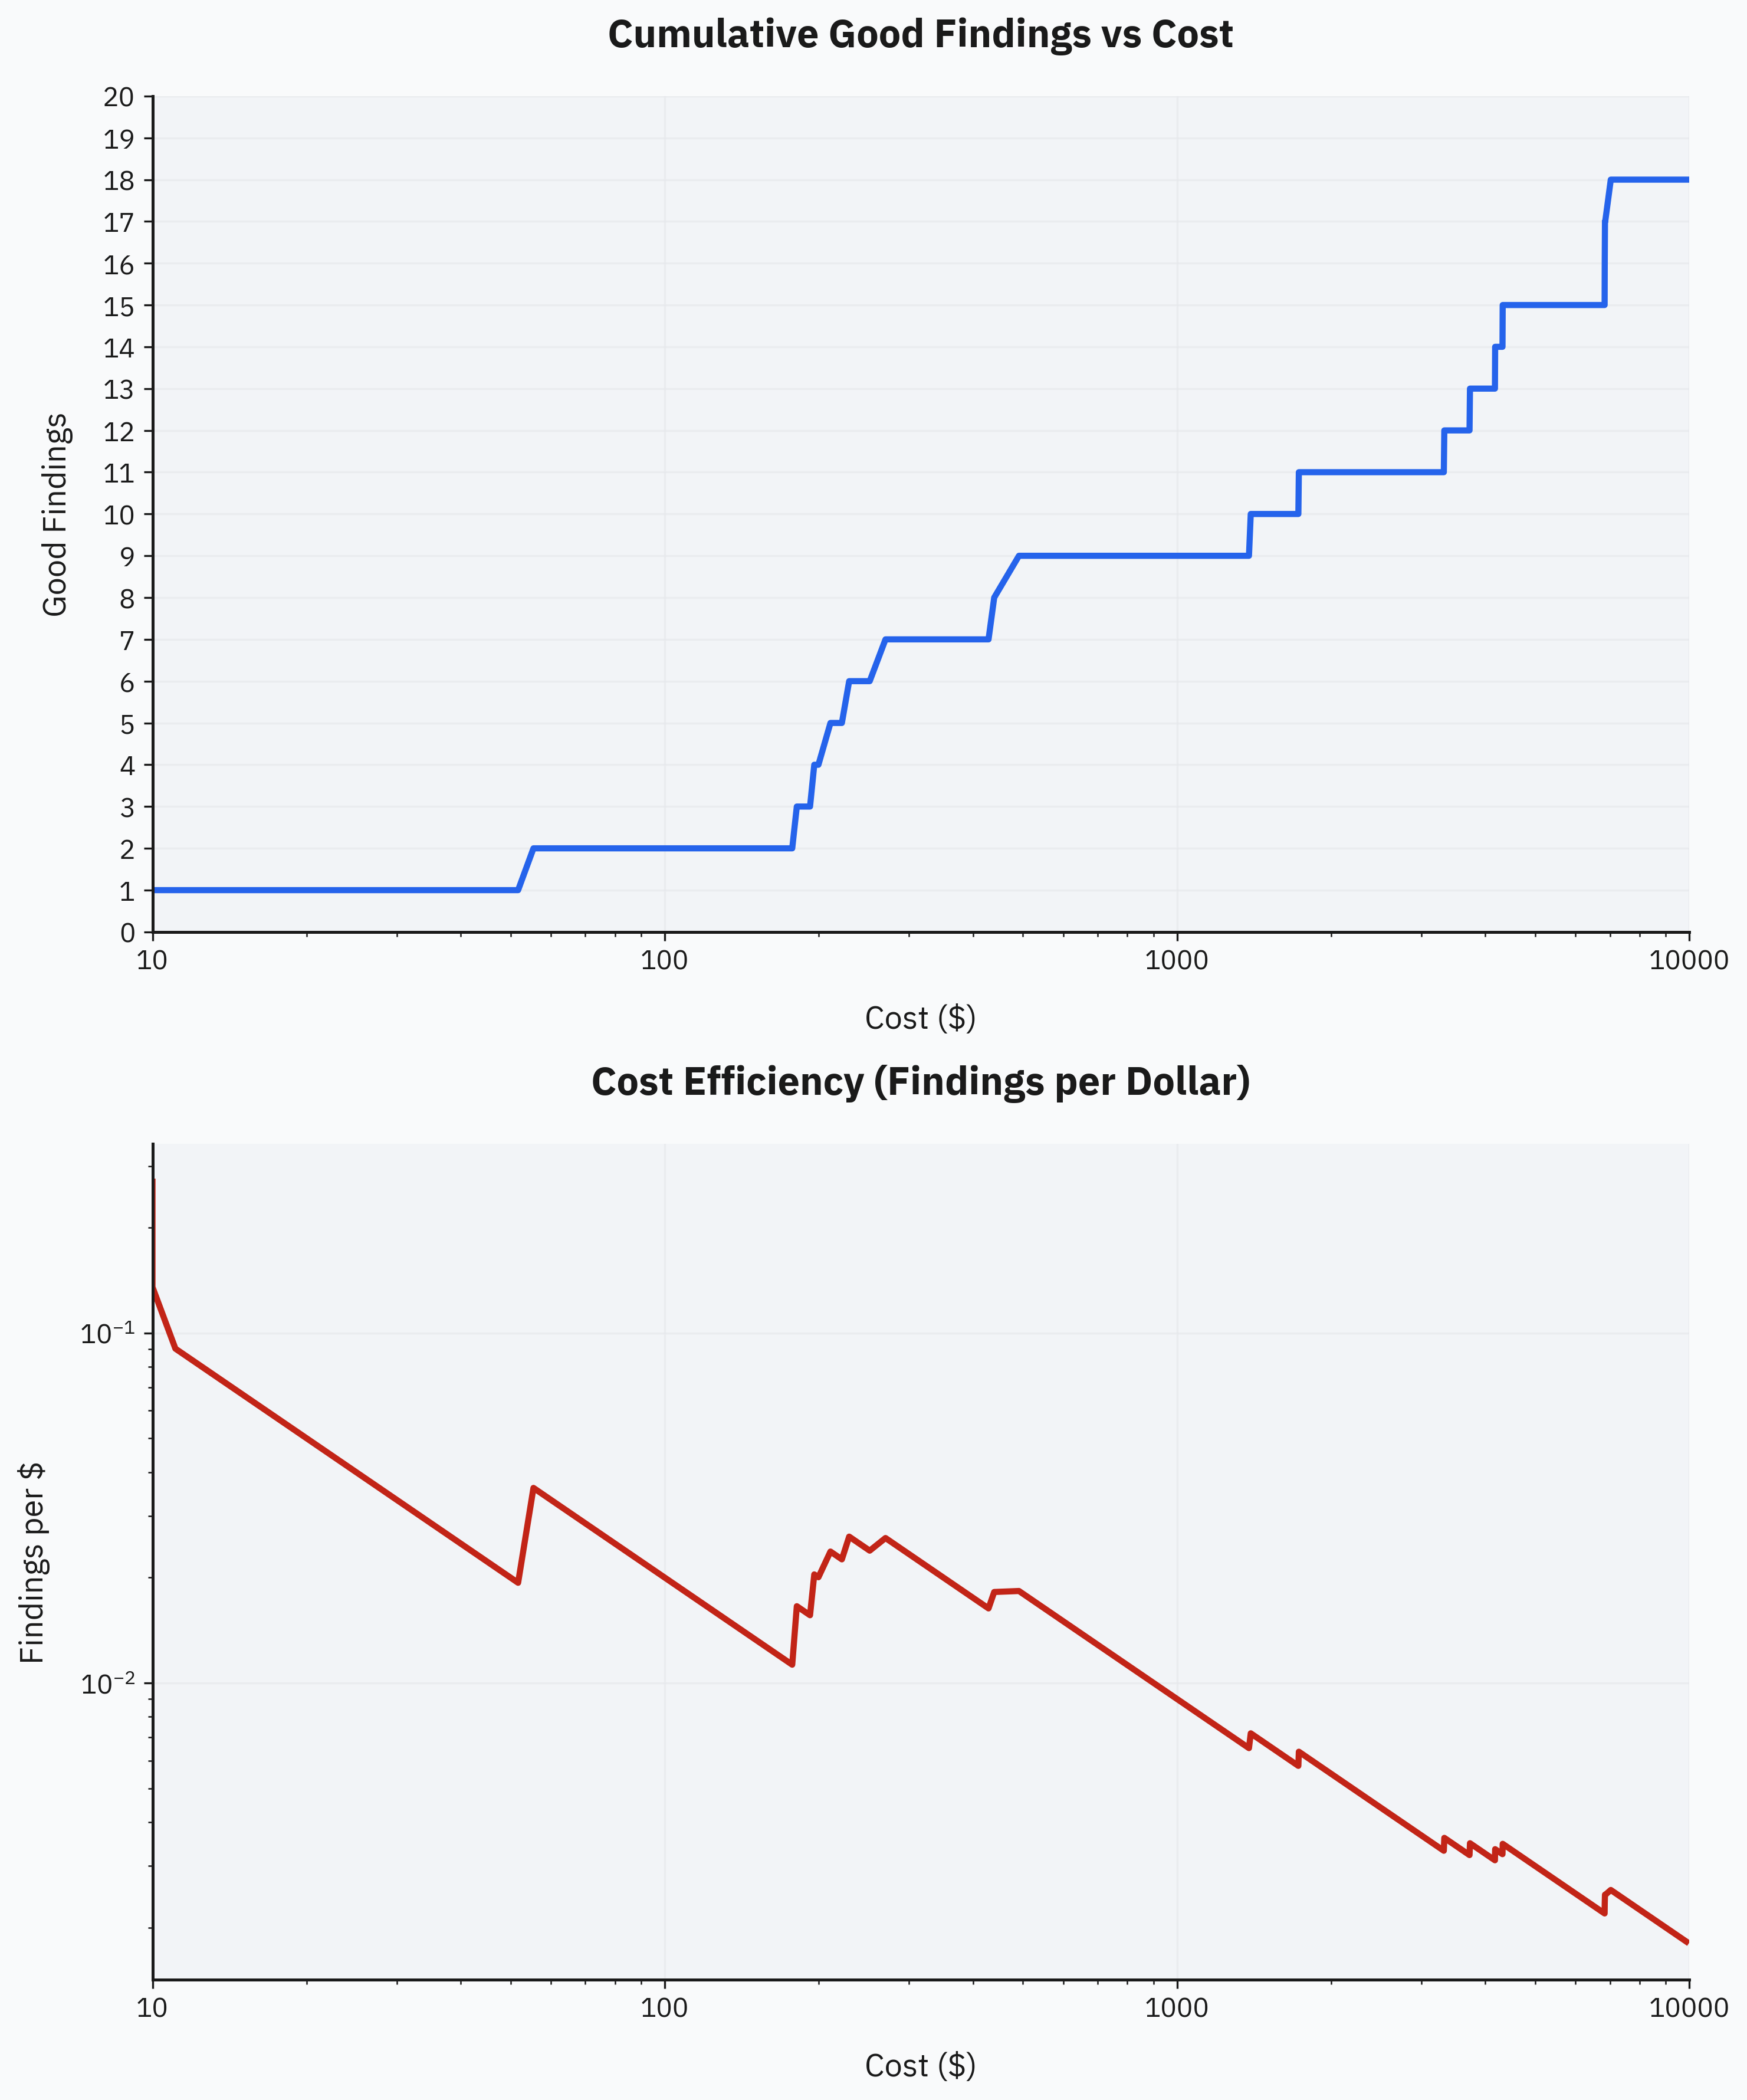 Cumulative Good Findings vs Cost
20
19
18
17
16
15
14
13
12
11
10
9
8
7
6
5
4
3
2
1
0
Good Findings
10 100 1000 10000
Cost ($)
Cost Efficiency (Findings per Dollar)
10⁻¹
10⁻²
Findings per $
10 100 1000 10000
Cost ($)